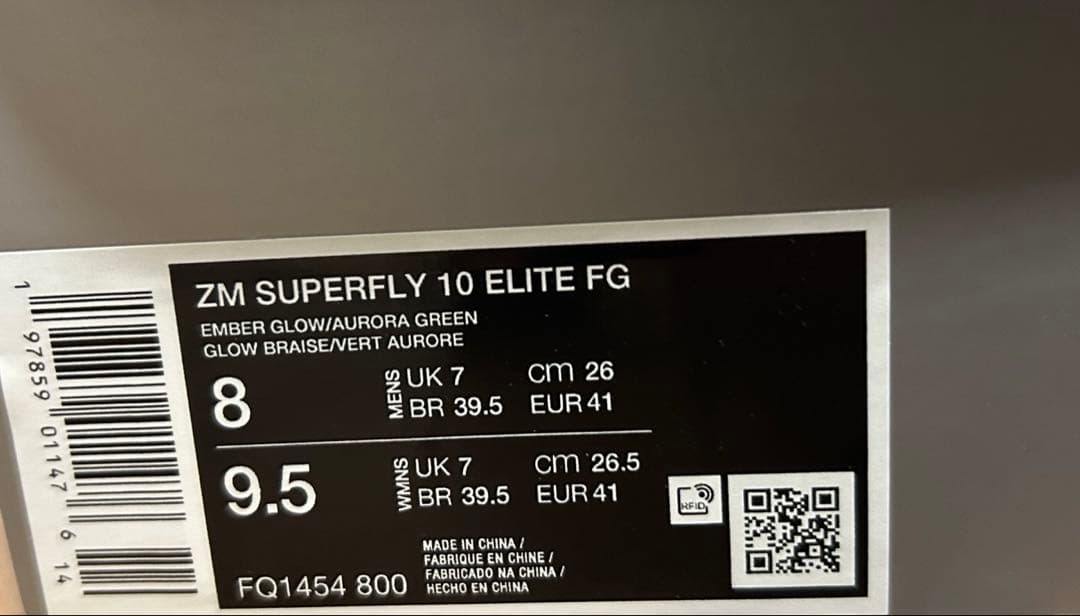 ZM SUPERFLY 10 ELITE FG
EMBER GLOW/AURORA GREEN
GLOW BRAISE/VERT AURORE
8 MENS UK 7 cm 26
BR 39.5 EUR 41
9.5 WMNS UK 7 cm 26.5
BR 39.5 EUR 41
MADE IN CHINA /
FABRIQUE EN CHINE /
FABRICADO NA CHINA /
HECHO EN CHINA
FQ1454 800
RFID
1 97859 01147 6 14